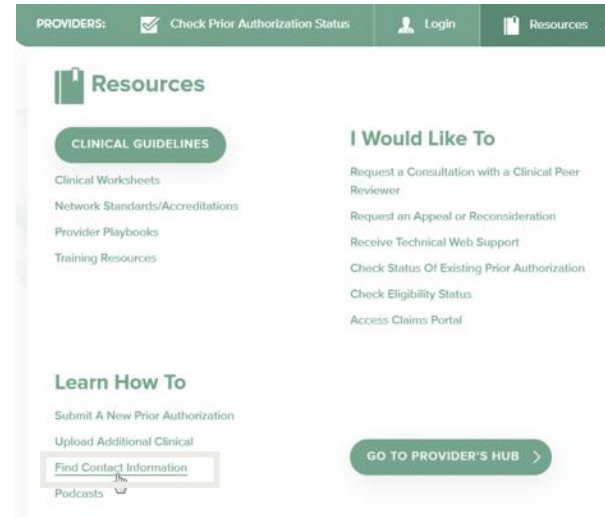 PROVIDERS: Check Prior Authorization Status Login Resources
Resources
CLINICAL GUIDELINES
Clinical Worksheets
Network Standards/Accreditations
Provider Playbooks
Training Resources
I Would Like To
Request a Consultation with a Clinical Peer
Reviewer
Request an Appeal or Reconsideration
Receive Technical Web Support
Check Status Of Existing Prior Authorization
Check Eligibility Status
Access Claims Portal
Learn How To
Submit A New Prior Authorization
Upload Additional Clinical
Find Contact Information
Podcasts
GO TO PROVIDER'S HUB